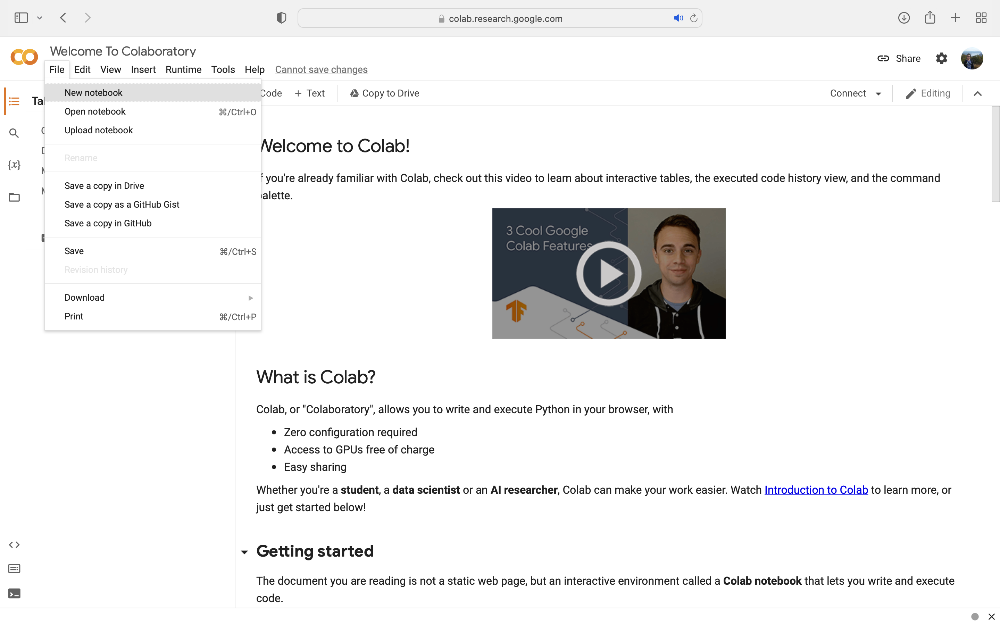 colab.research.google.com
Welcome To Colaboratory
File Edit View Insert Runtime Tools Help Cannot save changes
Share
Code + Text Copy to Drive
Connect Editing
New notebook
Open notebook ⌘/Ctrl+O
Upload notebook
Rename
Save a copy in Drive
Save a copy as a GitHub Gist
Save a copy in GitHub
Save ⌘/Ctrl+S
Revision history
Download
Print ⌘/Ctrl+P
{x}
Welcome to Colab!
you're already familiar with Colab, check out this video to learn about interactive tables, the executed code history view, and the command
alette.
3 Cool Google
Colab Features
What is Colab?
Colab, or "Colaboratory", allows you to write and execute Python in your browser, with
• Zero configuration required
• Access to GPUs free of charge
• Easy sharing
Whether you're a student, a data scientist or an AI researcher, Colab can make your work easier. Watch Introduction to Colab to learn more, or
just get started below!
Getting started
The document you are reading is not a static web page, but an interactive environment called a Colab notebook that lets you write and execute
code.